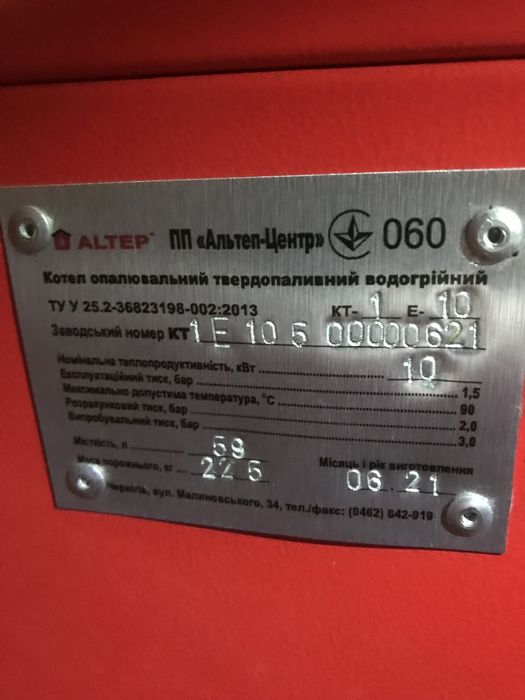 ALTEP™ ПП «Альтеп-Центр» 060
Котел опалювальний твердопаливний водогрійний
ТУ У 25.2-36823198-002:2013 КТ- 1 Е- 10
Заводський номер КТ 1E 10 5 00000621
Номінальна теплопродуктивність, кВт 10
Експлуатаційний тиск, бар 1,5
Максимально допустима температура, °С 90
Розрахунковий тиск, бар 2,0
Випробувальний тиск, бар 3,0
Місткість, л 59
Маса порожнього, кг 225
Місяць і рік виготовлення
06.21
Чернігів, вул. Малиновського, 34, тел./факс: (0462) 642-919